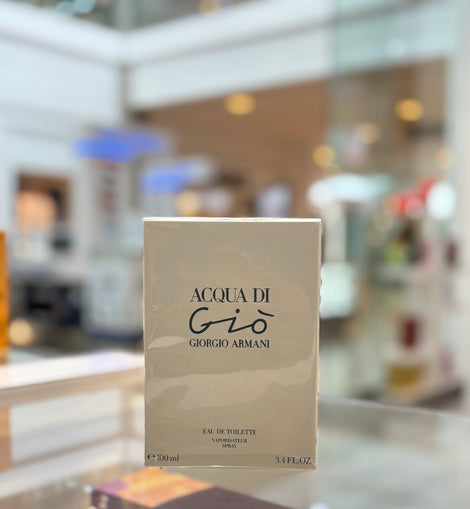 ACQUA DI
Giò
GIORGIO ARMANI
EAU DE TOILETTE
VAPORISATEUR
SPRAY
℮ 100 ml
3.4 FL.OZ.